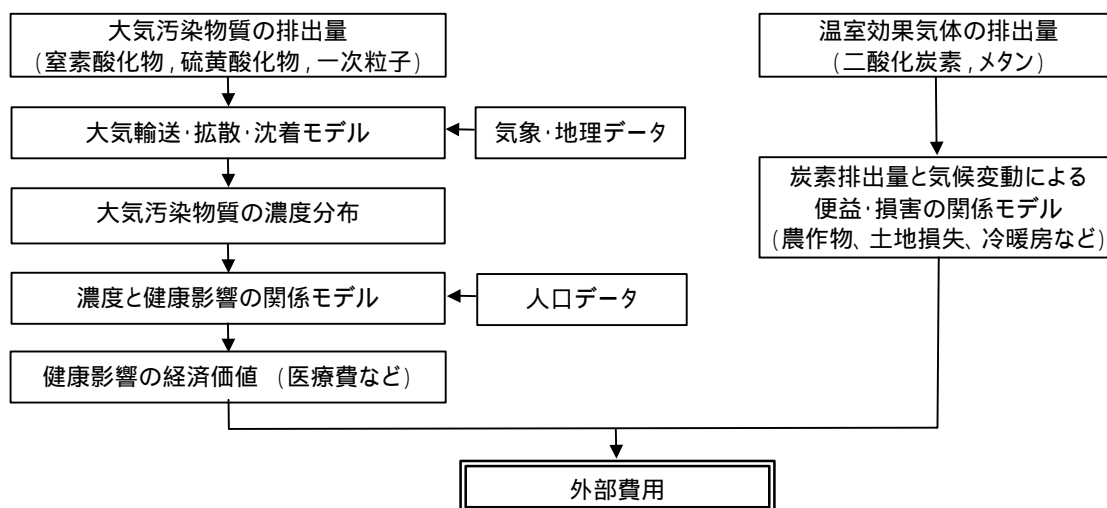 大気汚染物質の排出量
(窒素酸化物,硫黄酸化物,一次粒子)
大気輸送・拡散・沈着モデル
気象・地理データ
大気汚染物質の濃度分布
濃度と健康影響の関係モデル
人口データ
健康影響の経済価値 (医療費など)
温室効果気体の排出量
(二酸化炭素,メタン)
炭素排出量と気候変動による
便益・損害の関係モデル
(農作物、土地損失、冷暖房など)
外部費用